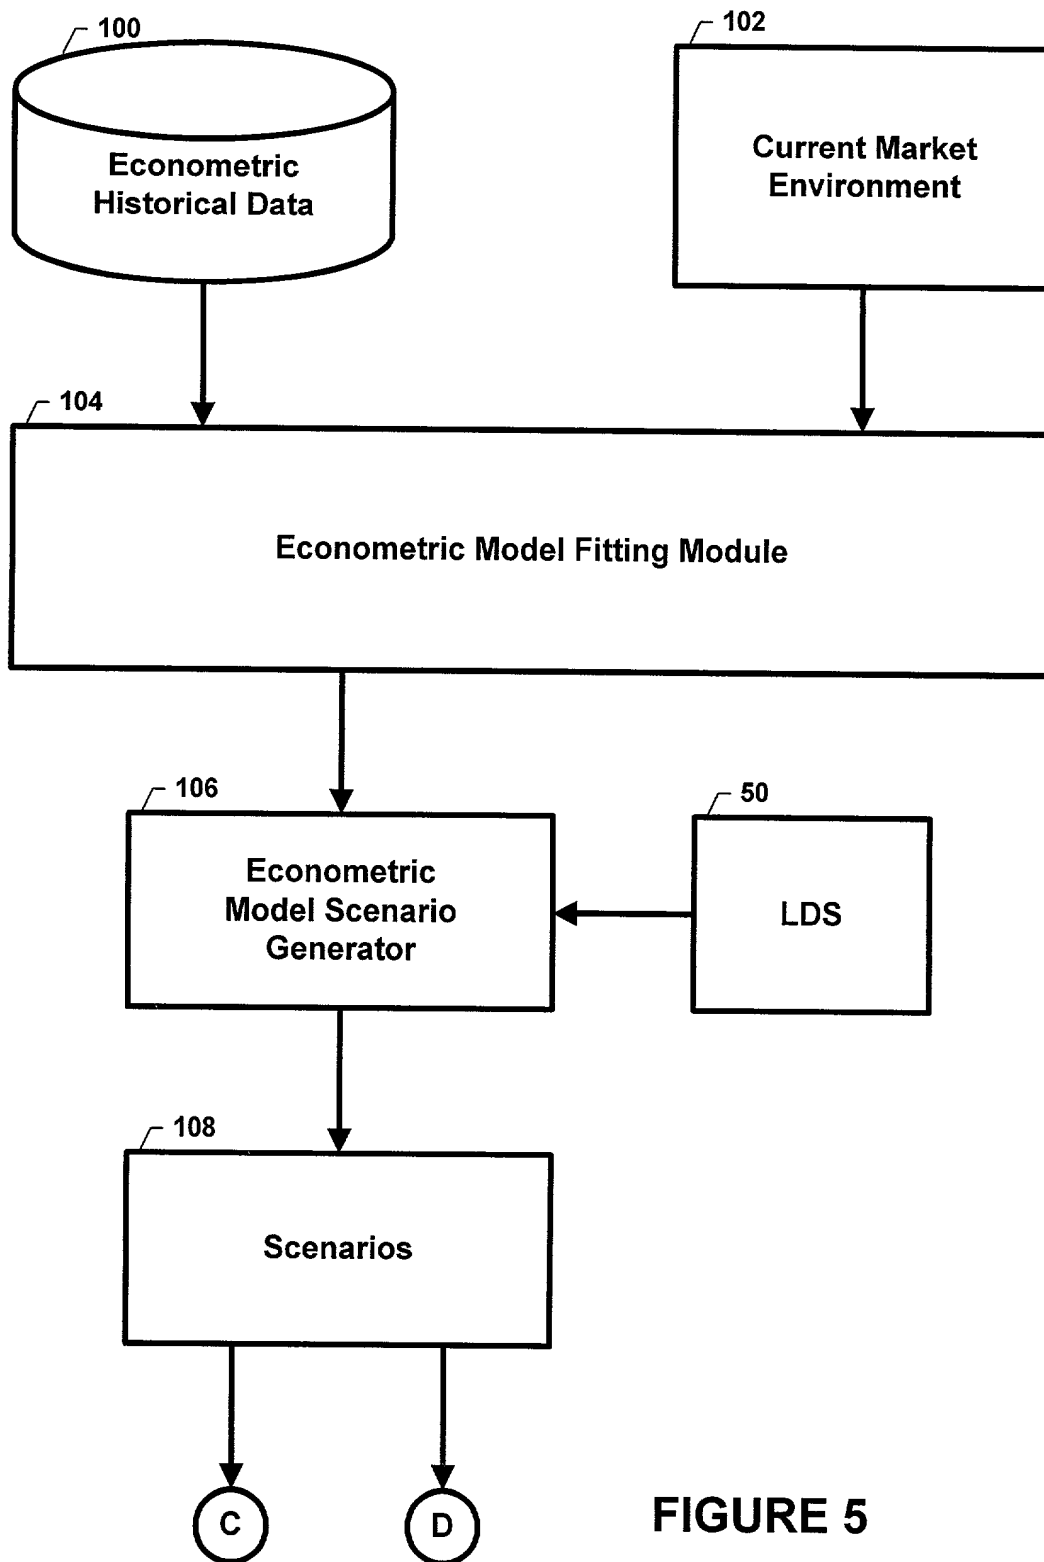 100
102
Econometric
Historical Data
Current Market
Environment
104
Econometric Model Fitting Module
106
50
Econometric
Model Scenario
Generator
LDS
108
Scenarios
C
D
FIGURE 5